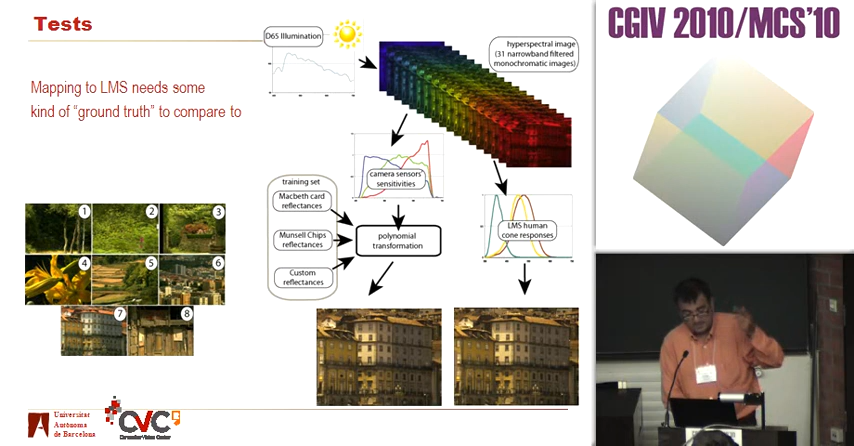 Tests
Mapping to LMS needs some
kind of “ground truth” to compare to
D65 Illumination
hyperspectral image
(31 narrowband filtered
monochromatic images)
camera sensors'
sensitivities
training set
Macbeth card
reflectances
Munsell Chips
reflectances
Custom
reflectances
polynomial
transformation
LMS human
cone responses
1
2
3
4
5
6
7
8
Universitat
Autònoma
de Barcelona
CVC
Computer Vision Center
CGIV 2010/MCS'10